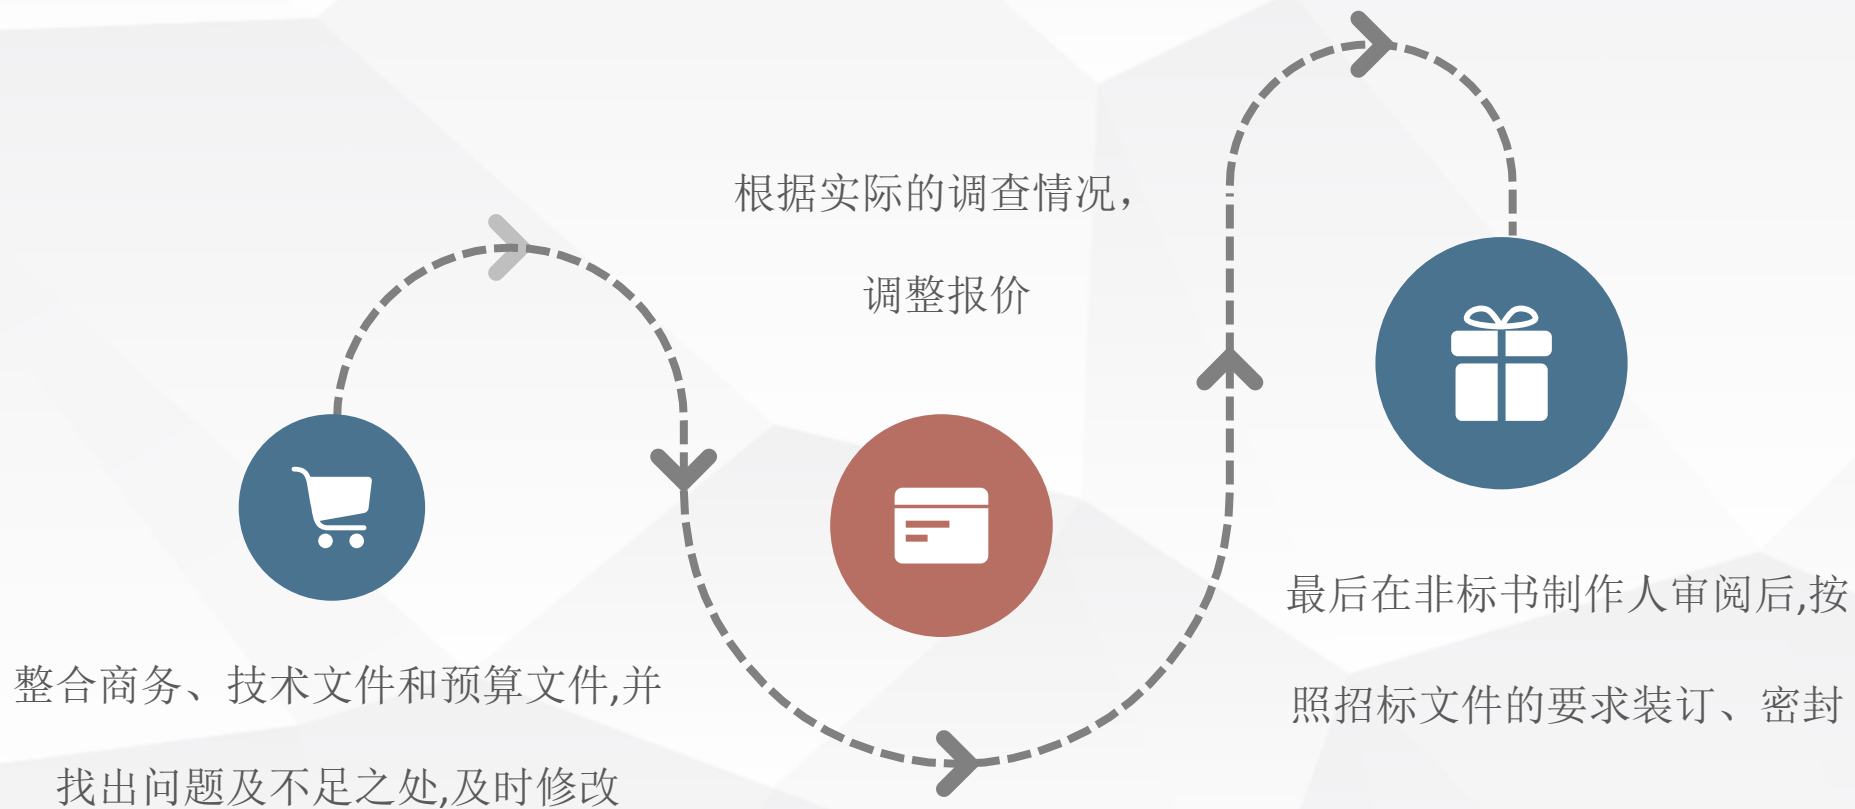 整合商务、技术文件和预算文件,并
找出问题及不足之处,及时修改
根据实际的调查情况，
调整报价
最后在非标书制作人审阅后,按
照招标文件的要求装订、密封